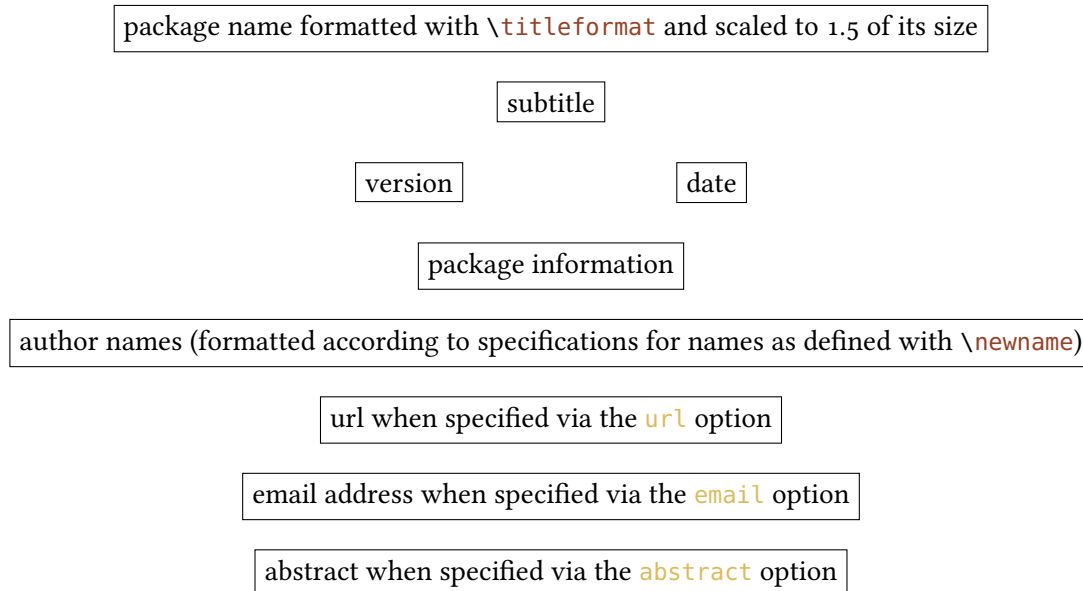 package name formatted with \titleformat and scaled to 1.5 of its size
subtitle
version date
package information
author names (formatted according to specifications for names as defined with \newname)
url when specified via the url option
email address when specified via the email option
abstract when specified via the abstract option